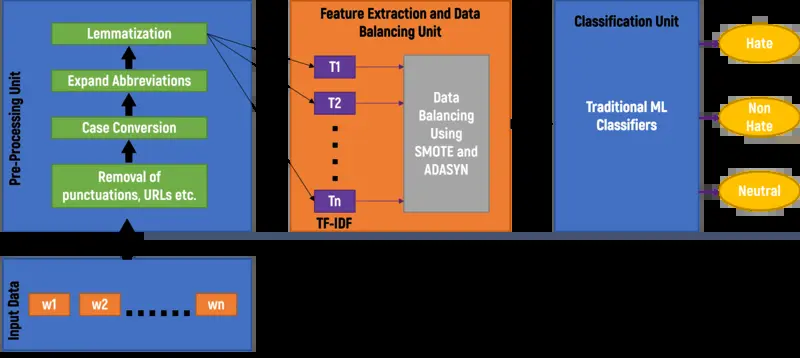 Pre-Processing Unit
Lemmatization
Expand Abbreviations
Case Conversion
Removal of
punctuations, URLs etc.
Input Data
w1
w2
wn
Feature Extraction and Data
Balancing Unit
T1
T2
Tn
TF-IDF
Data
Balancing
Using
SMOTE and
ADASYN
Classification Unit
Traditional ML
Classifiers
Hate
Non
Hate
Neutral